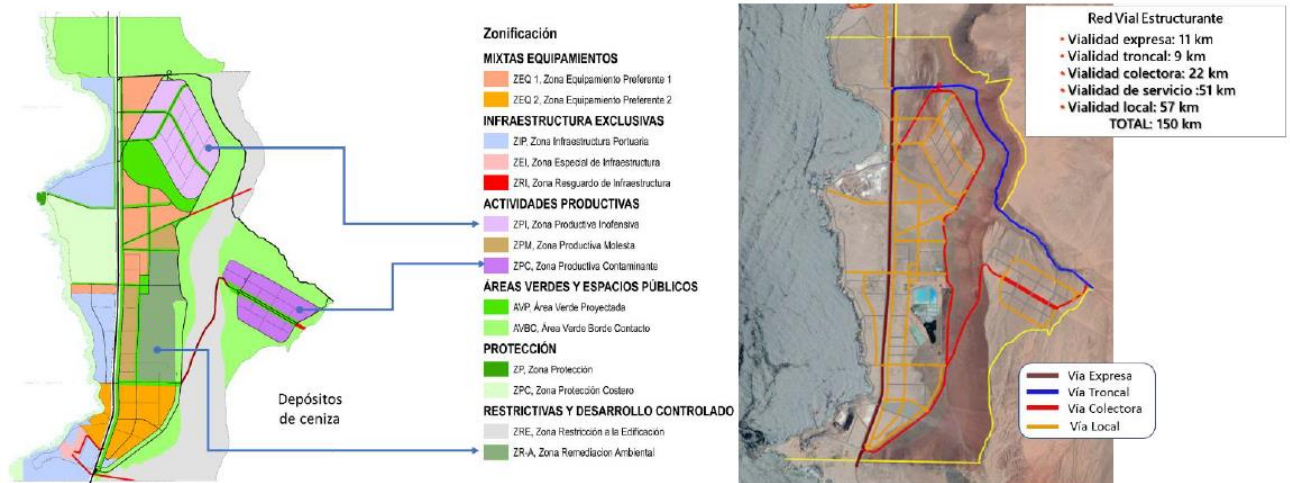 Zonificación
MIXTAS EQUIPAMIENTOS
ZEQ 1, Zona Equipamiento Preferente 1
ZEQ 2, Zona Equipamiento Preferente 2
INFRAESTRUCTURA EXCLUSIVAS
ZIP, Zona Infraestructura Portuaria
ZEI, Zona Especial de Infraestructura
ZRI, Zona Resguardo de Infraestructura
ACTIVIDADES PRODUCTIVAS
ZPI, Zona Productiva Inofensiva
ZPM, Zona Productiva Molesta
ZPC, Zona Productiva Contaminante
ÁREAS VERDES Y ESPACIOS PÚBLICOS
AVP, Área Verde Proyectada
AVBC, Área Verde Borde Contacto
PROTECCIÓN
ZP, Zona Protección
ZPC, Zona Protección Costero
RESTRICTIVAS Y DESARROLLO CONTROLADO
ZRE, Zona Restricción a la Edificación
ZR-A, Zona Remediacion Ambiental
Depósitos
de ceniza
Red Vial Estructurante
• Vialidad expresa: 11 km
• Vialidad troncal: 9 km
• Vialidad colectora: 22 km
• Vialidad de servicio :51 km
• Vialidad local: 57 km
TOTAL: 150 km
Vía Expresa
Vía Troncal
Vía Colectora
Vía Local